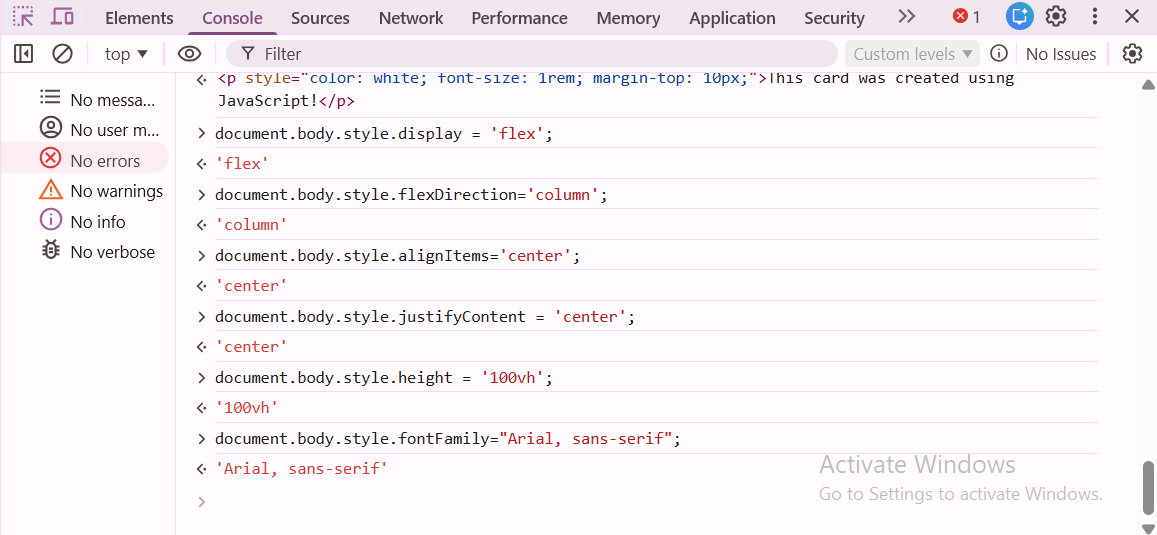 Elements Console Sources Network Performance Memory Application Security 1
top Filter Custom levels No Issues
No messa...
No user m...
No errors
No warnings
No info
No verbose
<p style="color: white; font-size: 1rem; margin-top: 10px;">This card was created using
JavaScript!</p>
> document.body.style.display = 'flex';
'flex'
> document.body.style.flexDirection='column';
'column'
> document.body.style.alignItems='center';
'center'
> document.body.style.justifyContent = 'center';
'center'
> document.body.style.height = '100vh';
'100vh'
> document.body.style.fontFamily="Arial, sans-serif";
'Arial, sans-serif'
>
Activate Windows
Go to Settings to activate Windows.